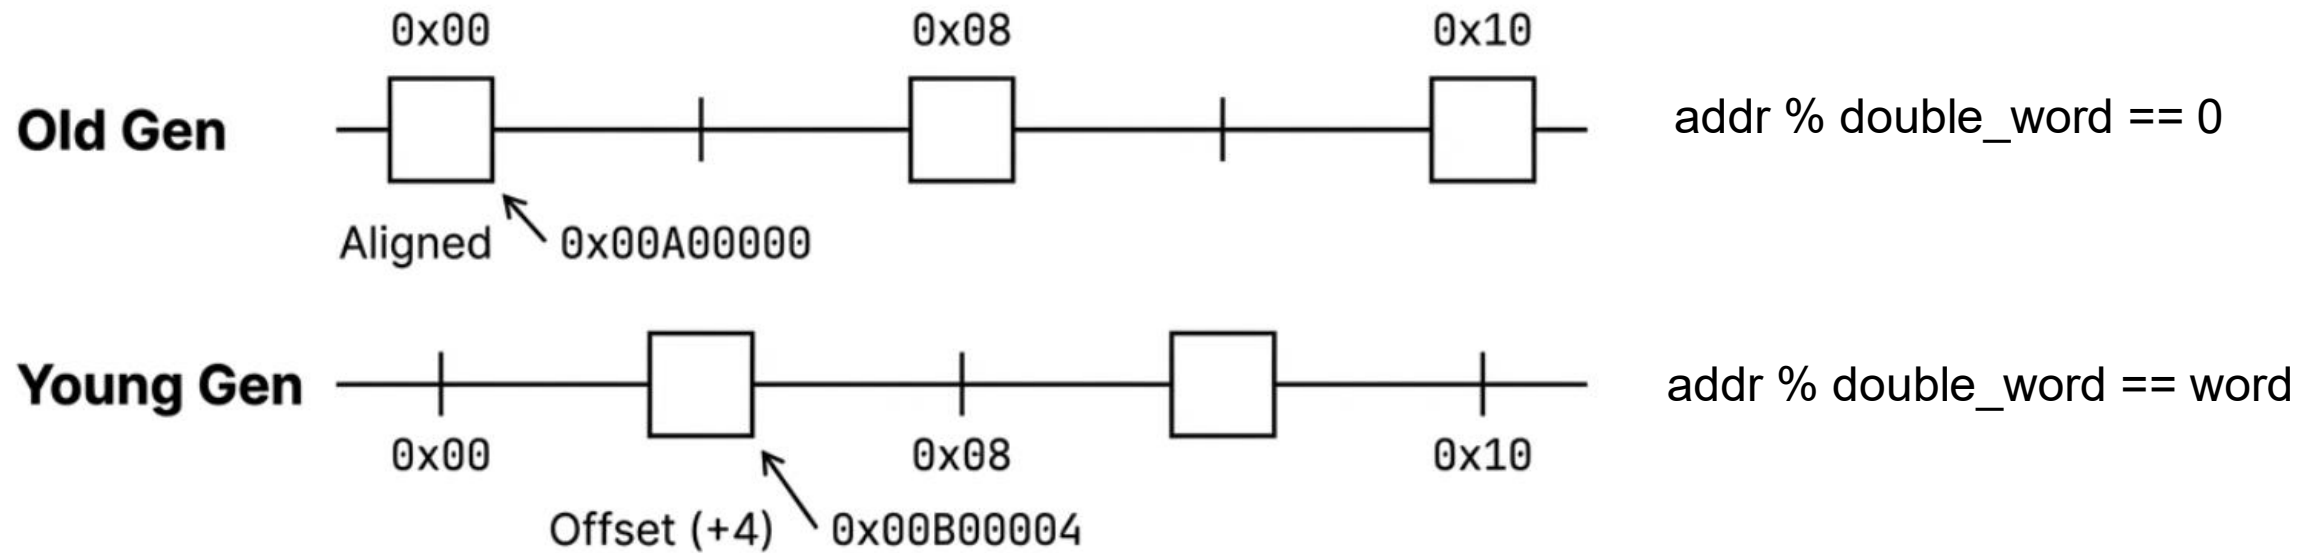 0x00 0x08 0x10
Old Gen addr % double_word == 0
Aligned 0x00A00000
Young Gen addr % double_word == word
0x00 0x08 0x10
Offset (+4) 0x00B00004